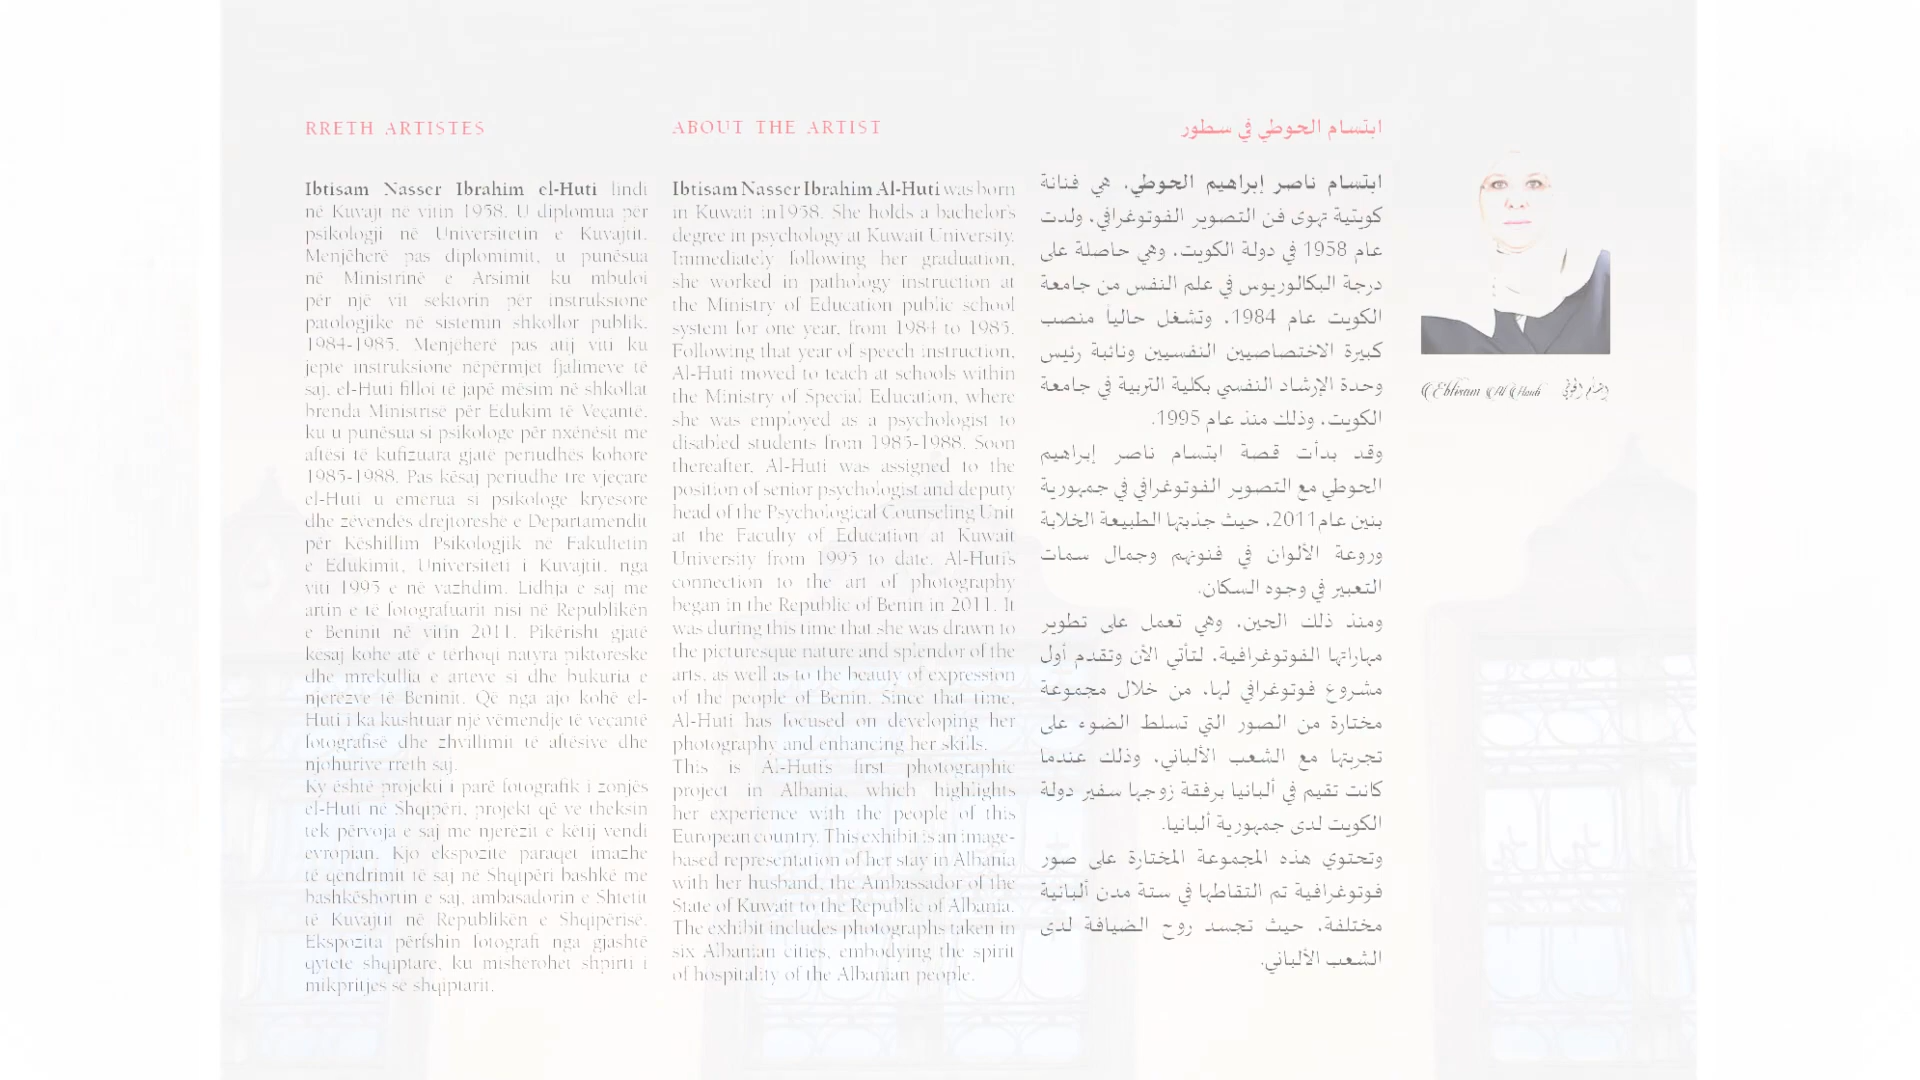 RRETH ARTISTES
Ibtisam Nasser Ibrahim el-Huti lindi
në Kuvajt në vitin 1958. U diplomua për
psikologji në Universitetin e Kuvajtit.
Menjëherë pas diplomimit, u punësua
në Ministrinë e Arsimit ku mbuloi
për një vit sektorin për instruksione
patologjike në sistemin shkollor publik,
1984-1985. Menjëherë pas atij viti ku
jepte instruksione nëpërmjet fjalimeve të
saj, el-Huti filloi të japë mësim në shkollat
brenda Ministrisë për Edukim të Veçantë,
ku u punësua si psikologe për nxënësit me
aftësi të kufizuara gjatë periudhës kohore
1985-1988. Pas kësaj periudhe tre vjeçare
el-Huti u emërua si psikologe kryesore
dhe zëvendës drejtoreshë e Departamendit
për Këshillim Psikologjik në Fakultetin
e Edukimit, Universiteti i Kuvajtit, nga
viti 1995 e në vazhdim. Lidhja e saj me
artin e të fotografuarit nisi në Republikën
e Beninit në vitin 2011. Pikërisht gjatë
kësaj kohe atë e tërhoqi natyra piktoreske
dhe mrekullia e arteve si dhe bukuria e
njerëzve të Beninit. Që nga ajo kohë el-
Huti i ka kushtuar një vëmendje të veçantë
fotografisë dhe zhvillimit të aftësive dhe
njohurive rreth saj.
Ky është projekti i parë fotografik i zonjës
el-Huti në Shqipëri, projekt që ve theksin
tek përvoja e saj me njerëzit e këtij vendi
evropian. Kjo ekspozitë paraqet imazhe
të qëndrimit të saj në Shqipëri bashkë me
bashkëshortin e saj, ambasadorin e Shtetit
të Kuvajtit në Republikën e Shqipërisë.
Ekspozita përfshin fotografi nga gjashtë
qytete shqiptare, ku mishërohet shpirti i
mikpritjes së shqiptarit.
ABOUT THE ARTIST
Ibtisam Nasser Ibrahim Al-Huti was born
in Kuwait in1958. She holds a bachelor's
degree in psychology at Kuwait University.
Immediately following her graduation,
she worked in pathology instruction at
the Ministry of Education public school
system for one year, from 1984 to 1985.
Following that year of speech instruction,
Al-Huti moved to teach at schools within
the Ministry of Special Education, where
she was employed as a psychologist to
disabled students from 1985-1988. Soon
thereafter, Al-Huti was assigned to the
position of senior psychologist and deputy
head of the Psychological Counseling Unit
at the Faculty of Education at Kuwait
University from 1995 to date. Al-Huti's
connection to the art of photography
began in the Republic of Benin in 2011. It
was during this time that she was drawn to
the picturesque nature and splendor of the
arts, as well as to the beauty of expression
of the people of Benin. Since that time,
Al-Huti has focused on developing her
photography and enhancing her skills.
This is Al-Huti's first photographic
project in Albania, which highlights
her experience with the people of this
European country. This exhibit is an image-
based representation of her stay in Albania
with her husband, the Ambassador of the
State of Kuwait to the Republic of Albania.
The exhibit includes photographs taken in
six Albanian cities, embodying the spirit
of hospitality of the Albanian people.
ابتسام الحوطي في سطور
ابتسام ناصر إبراهيم الحوطي، هي فنانة
كويتية تهوى فن التصوير الفوتوغرافي، ولدت
عام 1958 في دولة الكويت، وهي حاصلة على
درجة البكالوريوس في علم النفس من جامعة
الكويت عام 1984، وتشغل حالياً منصب
كبيرة الاختصاصيين النفسيين ونائبة رئيس
وحدة الإرشاد النفسي بكلية التربية في جامعة
الكويت، وذلك منذ عام 1995.
وقد بدأت قصة ابتسام ناصر إبراهيم
الحوطي مع التصوير الفوتوغرافي في جمهورية
بنين عام2011، حيث جذبتها الطبيعة الخلابة
وروعة الألوان في فنونهم وجمال سمات
التعبير في وجوه السكان.
ومنذ ذلك الحين، وهي تعمل على تطوير
مهاراتها الفوتوغرافية، لتأتي الآن وتقدم أول
مشروع فوتوغرافي لها، من خلال مجموعة
مختارة من الصور التي تسلط الضوء على
تجربتها مع الشعب الألباني، وذلك عندما
كانت تقيم في ألبانيا برفقة زوجها سفير دولة
الكويت لدى جمهورية ألبانيا.
وتحتوي هذه المجموعة المختارة على صور
فوتوغرافية تم التقاطها في ستة مدن ألبانية
مختلفة، حيث تجسد روح الضيافة لدى
الشعب الألباني.
Ebtisam Al Houti ابتسام الحوطي